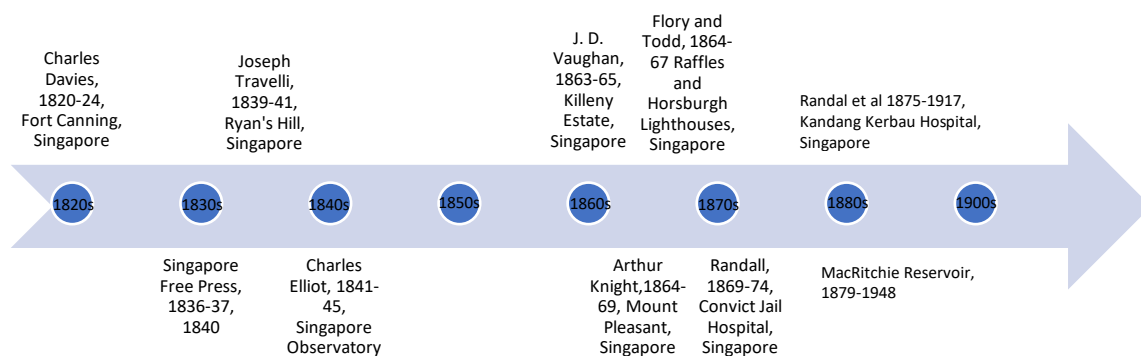 Charles
Davies,
1820-24,
Fort Canning,
Singapore
Joseph
Travelli,
1839-41,
Ryan's Hill,
Singapore
J. D.
Vaughan,
1863-65,
Killeny
Estate,
Singapore
Flory and
Todd, 1864-
67 Raffles
and
Horsburgh
Lighthouses,
Singapore
Randal et al 1875-1917,
Kandang Kerbau Hospital,
Singapore
1820s
1830s
1840s
1850s
1860s
1870s
1880s
1900s
Singapore
Free Press,
1836-37,
1840
Charles
Elliot, 1841-
45,
Singapore
Observatory
Arthur
Knight,1864-
69, Mount
Pleasant,
Singapore
Randall,
1869-74,
Convict Jail
Hospital,
Singapore
MacRitchie Reservoir,
1879-1948